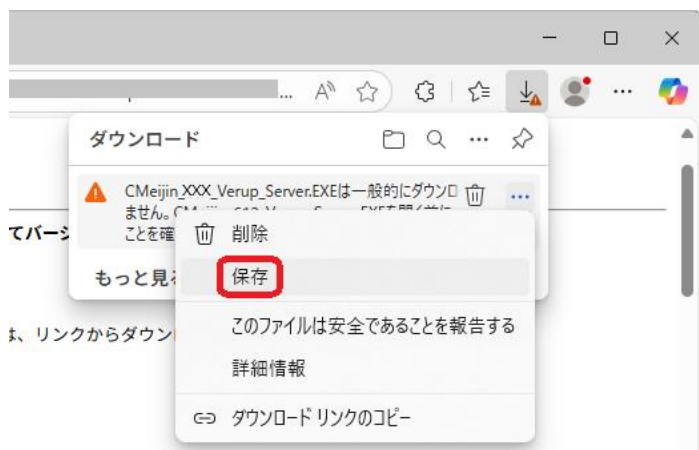 ...
ダウンロード
CMeijin_XXX_Verup_Server.EXEは一般的にダウンロ
ません。
ことを確
てバージ
削除
もっと見
保存
は、リンクからダウン
このファイルは安全であることを報告する
詳細情報
ダウンロード リンクのコピー